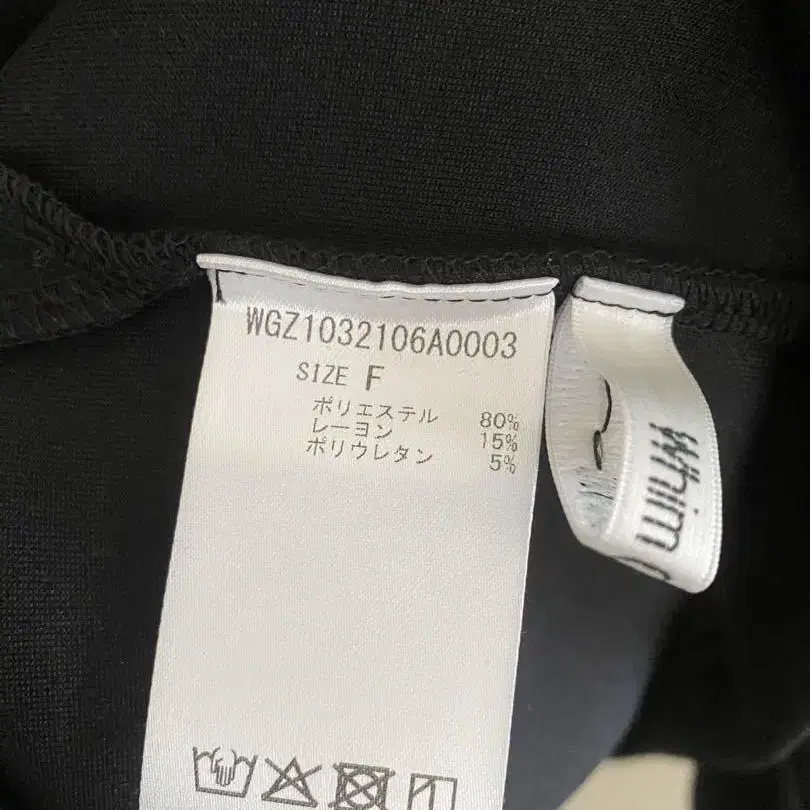 WGZ1032106A0003
SIZE F
ポリエステル 80%
レーヨン 15%
ポリウレタン 5%
Whim